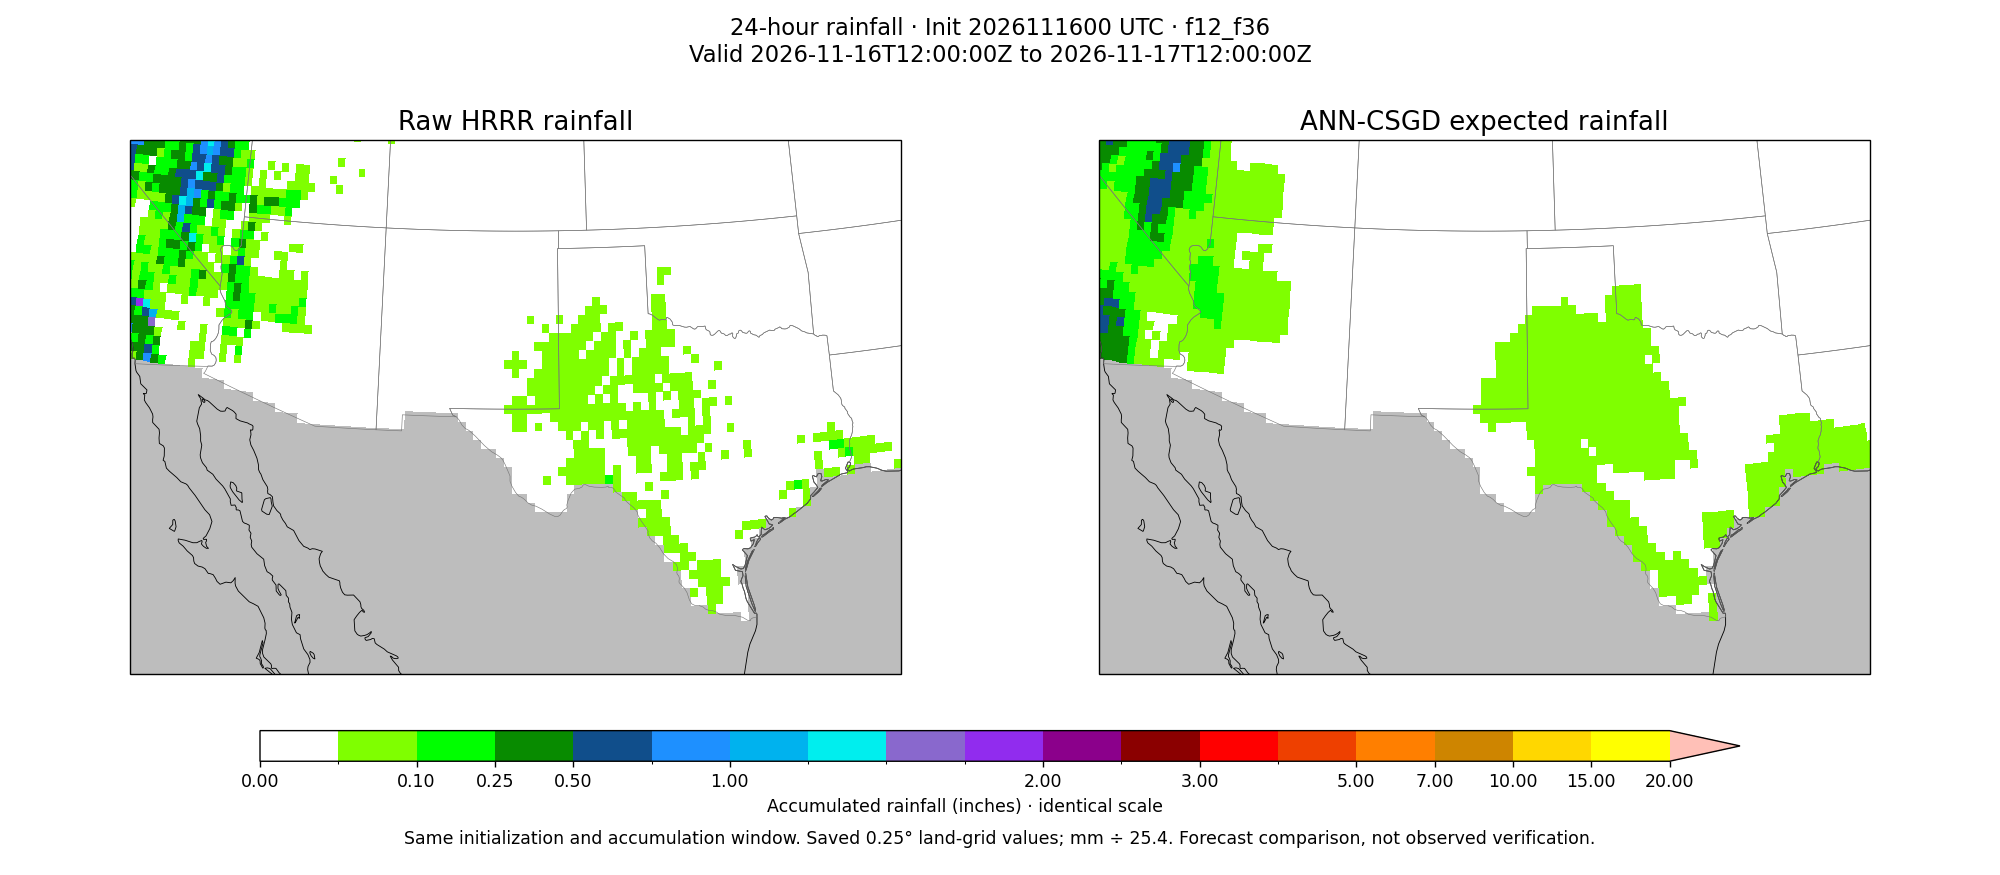 24-hour rainfall · Init 2026111600 UTC · f12_f36
Valid 2026-11-16T12:00:00Z to 2026-11-17T12:00:00Z
Raw HRRR rainfall
ANN-CSGD expected rainfall
0.00 0.10 0.25 0.50 1.00 2.00 3.00 5.00 7.00 10.00 15.00 20.00
Accumulated rainfall (inches) · identical scale
Same initialization and accumulation window. Saved 0.25° land-grid values; mm ÷ 25.4. Forecast comparison, not observed verification.